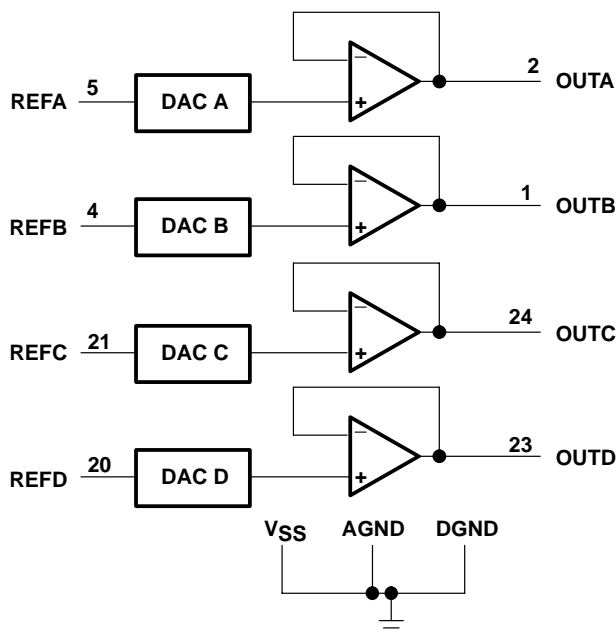 2
5 OUTA
REFA DAC A − +
1
4 OUTB
REFB DAC B − +
24
21 OUTC
REFC DAC C − +
23
20 OUTD
REFD DAC D − +
VSS AGND DGND